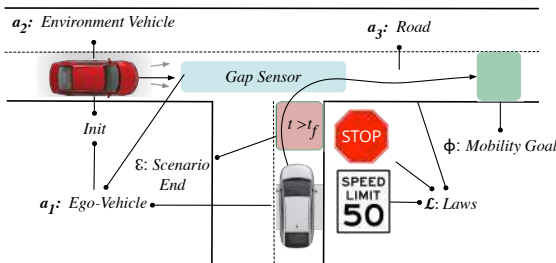 a2: Environment Vehicle
a3: Road
Gap Sensor
Init
t >tf
STOP
ϕ: Mobility Goal
ε: Scenario
End
SPEED
LIMIT
50
a1: Ego-Vehicle
ℒ: Laws